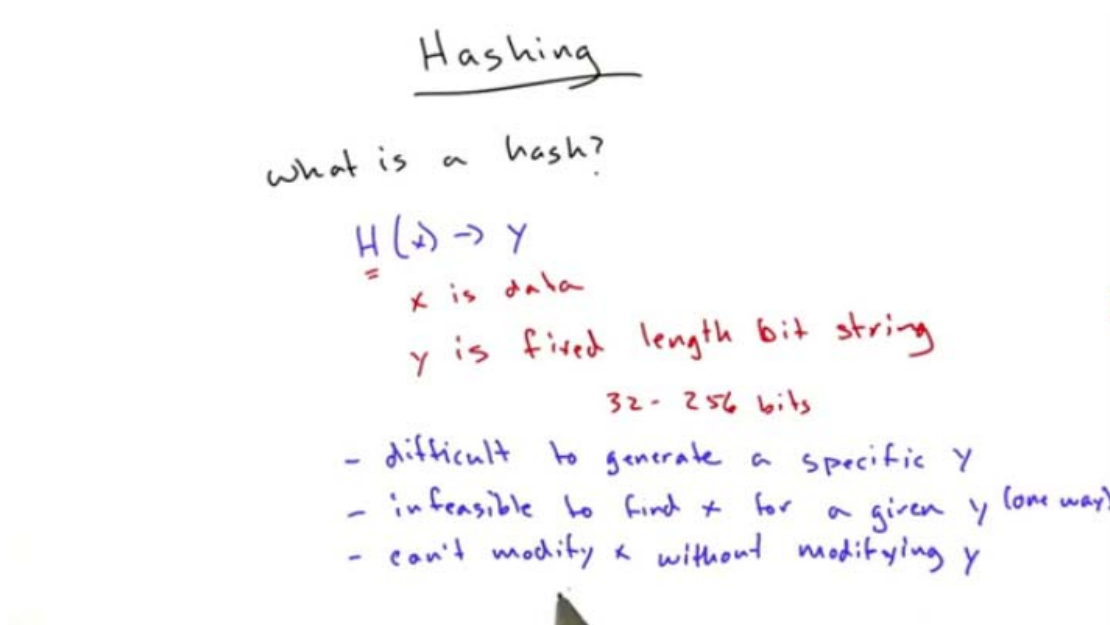 Hashing
what is a hash?
H(x) → y
x is data
y is fixed length bit string
32 - 256 bits
- difficult to generate a specific y
- infeasible to find x for a given y (one way)
- can't modify x without modifying y